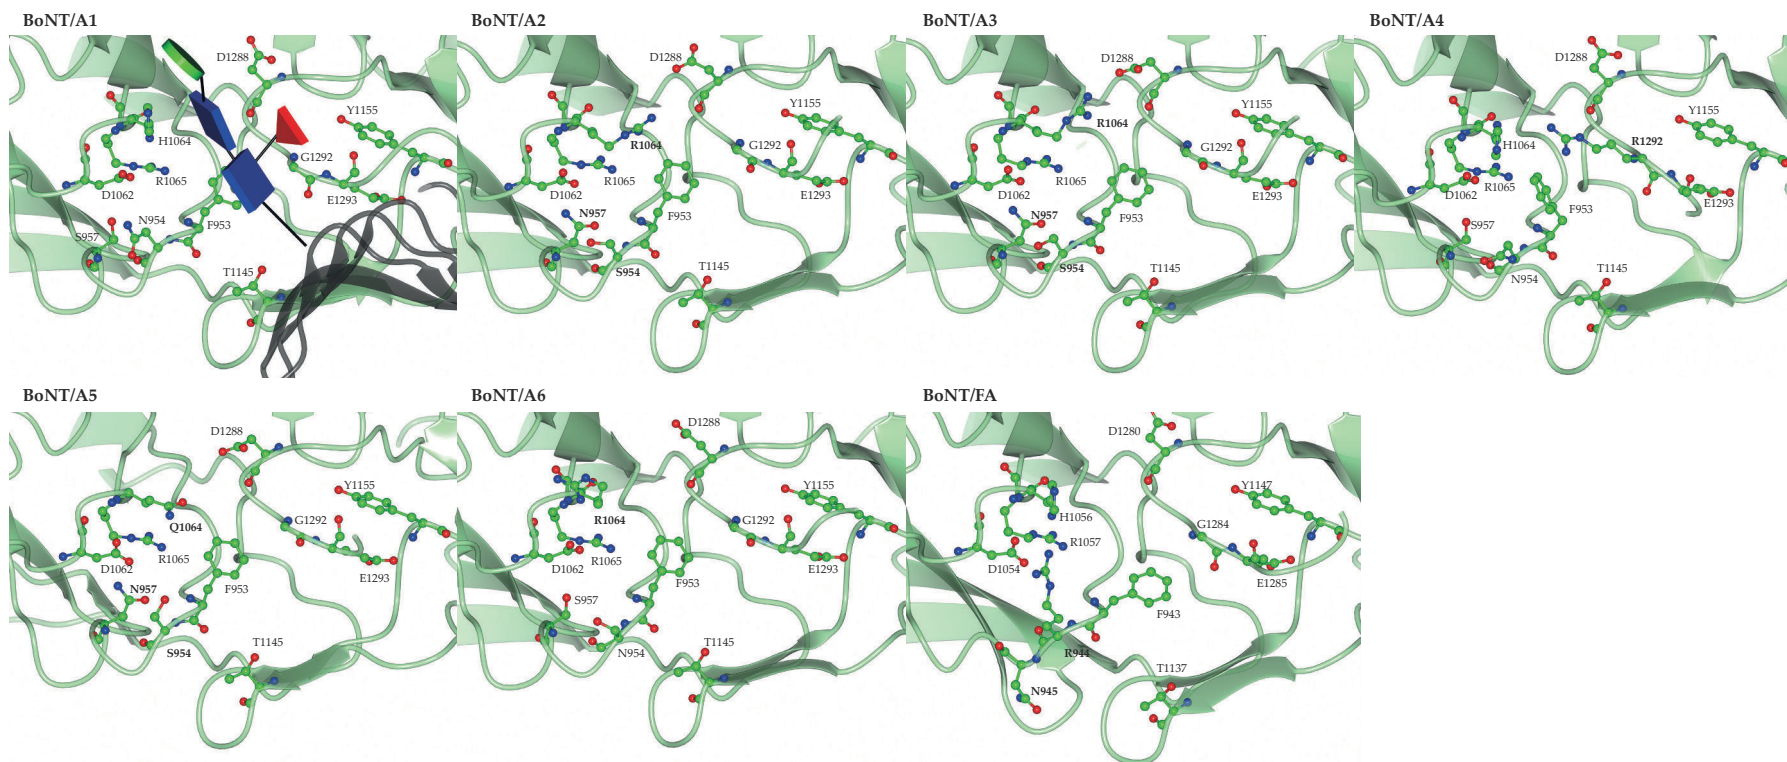 BoNT/A1
D1288
Y1155
H1064
G1292
R1065
D1062
E1293
N954
F953
S957
T1145
BoNT/A2
D1288
Y1155
R1064
G1292
R1065
D1062
E1293
N957
F953
S954
T1145
BoNT/A3
D1288
Y1155
R1064
G1292
R1065
D1062
E1293
N957
F953
S954
T1145
BoNT/A4
D1288
Y1155
H1064
R1292
R1065
D1062
E1293
F953
S957
N954
T1145
BoNT/A5
D1288
Y1155
Q1064
G1292
R1065
D1062
E1293
N957
F953
S954
T1145
BoNT/A6
D1288
Y1155
R1064
G1292
R1065
D1062
E1293
F953
S957
N954
T1145
BoNT/FA
D1280
Y1147
H1056
G1284
R1057
D1054
E1285
F943
R944
T1137
N945